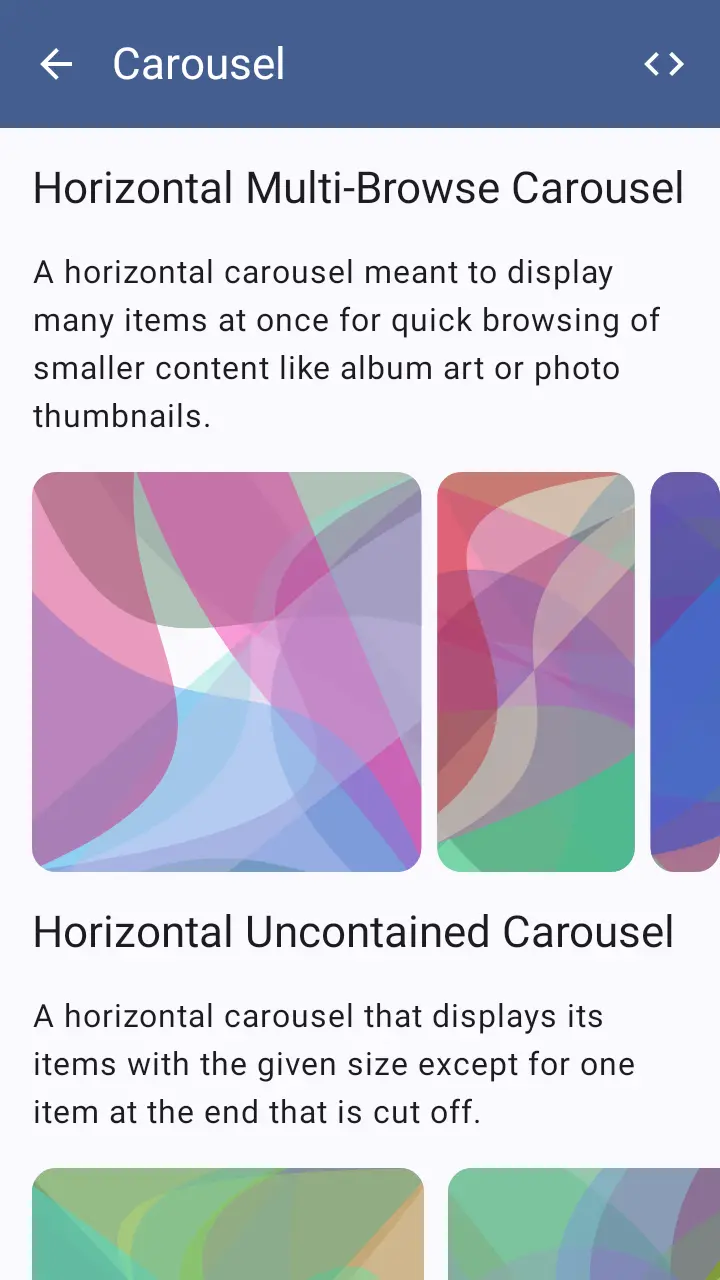 Carousel
Horizontal Multi-Browse Carousel
A horizontal carousel meant to display
many items at once for quick browsing of
smaller content like album art or photo
thumbnails.
Horizontal Uncontained Carousel
A horizontal carousel that displays its
items with the given size except for one
item at the end that is cut off.